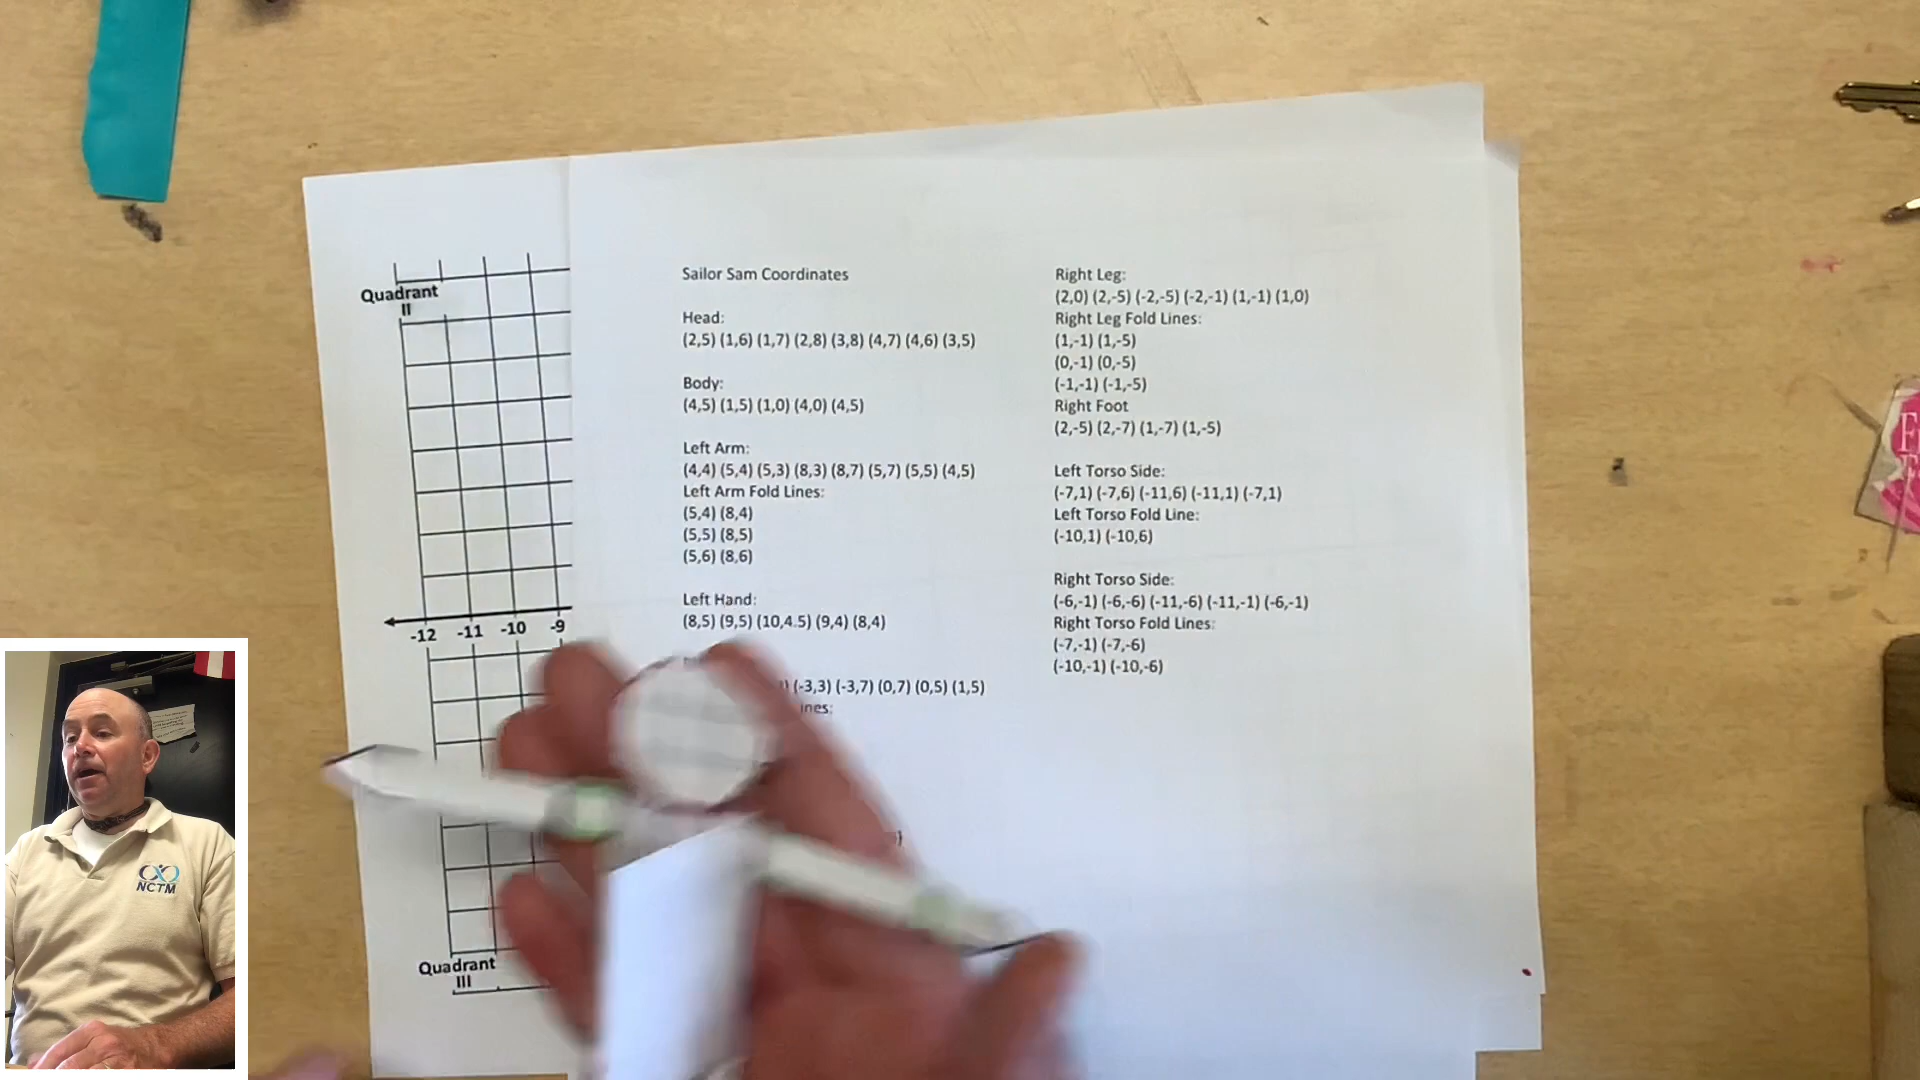 Quadrant
II
-12 -11 -10 -9
Quadrant
III
Sailor Sam Coordinates
Head:
(2,5) (1,6) (1,7) (2,8) (3,8) (4,7) (4,6) (3,5)
Body:
(4,5) (1,5) (1,0) (4,0) (4,5)
Left Arm:
(4,4) (5,4) (5,3) (8,3) (8,7) (5,7) (5,5) (4,5)
Left Arm Fold Lines:
(5,4) (8,4)
(5,5) (8,5)
(5,6) (8,6)
Left Hand:
(8,5) (9,5) (10,4.5) (9,4) (8,4)
(-3,3) (-3,7) (0,7) (0,5) (1,5)
Right Leg:
(2,0) (2,-5) (-2,-5) (-2,-1) (1,-1) (1,0)
Right Leg Fold Lines:
(1,-1) (1,-5)
(0,-1) (0,-5)
(-1,-1) (-1,-5)
Right Foot
(2,-5) (2,-7) (1,-7) (1,-5)
Left Torso Side:
(-7,1) (-7,6) (-11,6) (-11,1) (-7,1)
Left Torso Fold Line:
(-10,1) (-10,6)
Right Torso Side:
(-6,-1) (-6,-6) (-11,-6) (-11,-1) (-6,-1)
Right Torso Fold Lines:
(-7,-1) (-7,-6)
(-10,-1) (-10,-6)
NCTM